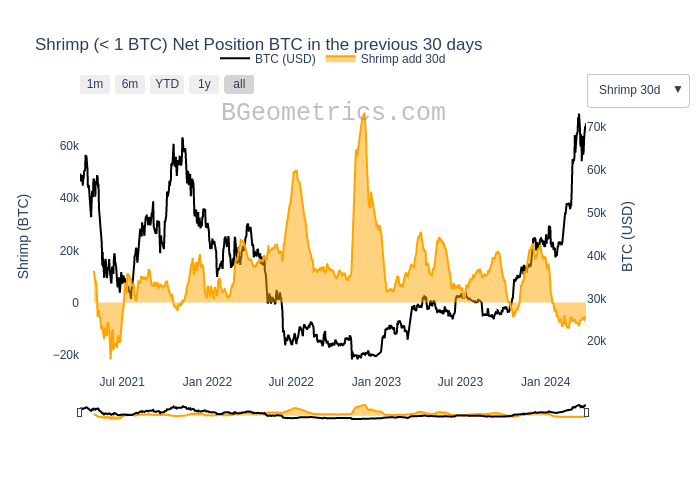 Shrimp (< 1 BTC) Net Position BTC in the previous 30 days
BTC (USD) Shrimp add 30d
1m 6m YTD 1y all
Shrimp 30d ▼
BGeometrics.com
60k
40k
20k
0
−20k
Shrimp (BTC)
70k
60k
50k
40k
30k
20k
BTC (USD)
Jul 2021 Jan 2022 Jul 2022 Jan 2023 Jul 2023 Jan 2024